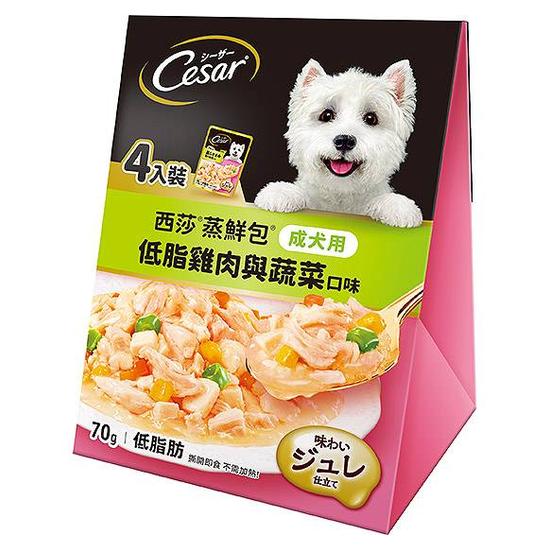 シーザー
Cesar®
4入裝
Cesar
西莎®蒸鮮包®
成犬用
低脂雞肉與蔬菜口味
70g 低脂肪
撕開即食 不需加熱!
味わい
ジュレ
仕立て